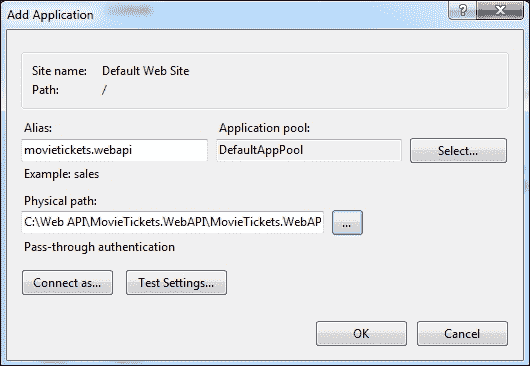 Add Application
Site name: Default Web Site
Path: /
Alias: Application pool:
movietickets.webapi DefaultAppPool Select...
Example: sales
Physical path:
C:\Web API\MovieTickets.WebAPI\MovieTickets.WebAP ...
Pass-through authentication
Connect as... Test Settings...
OK Cancel